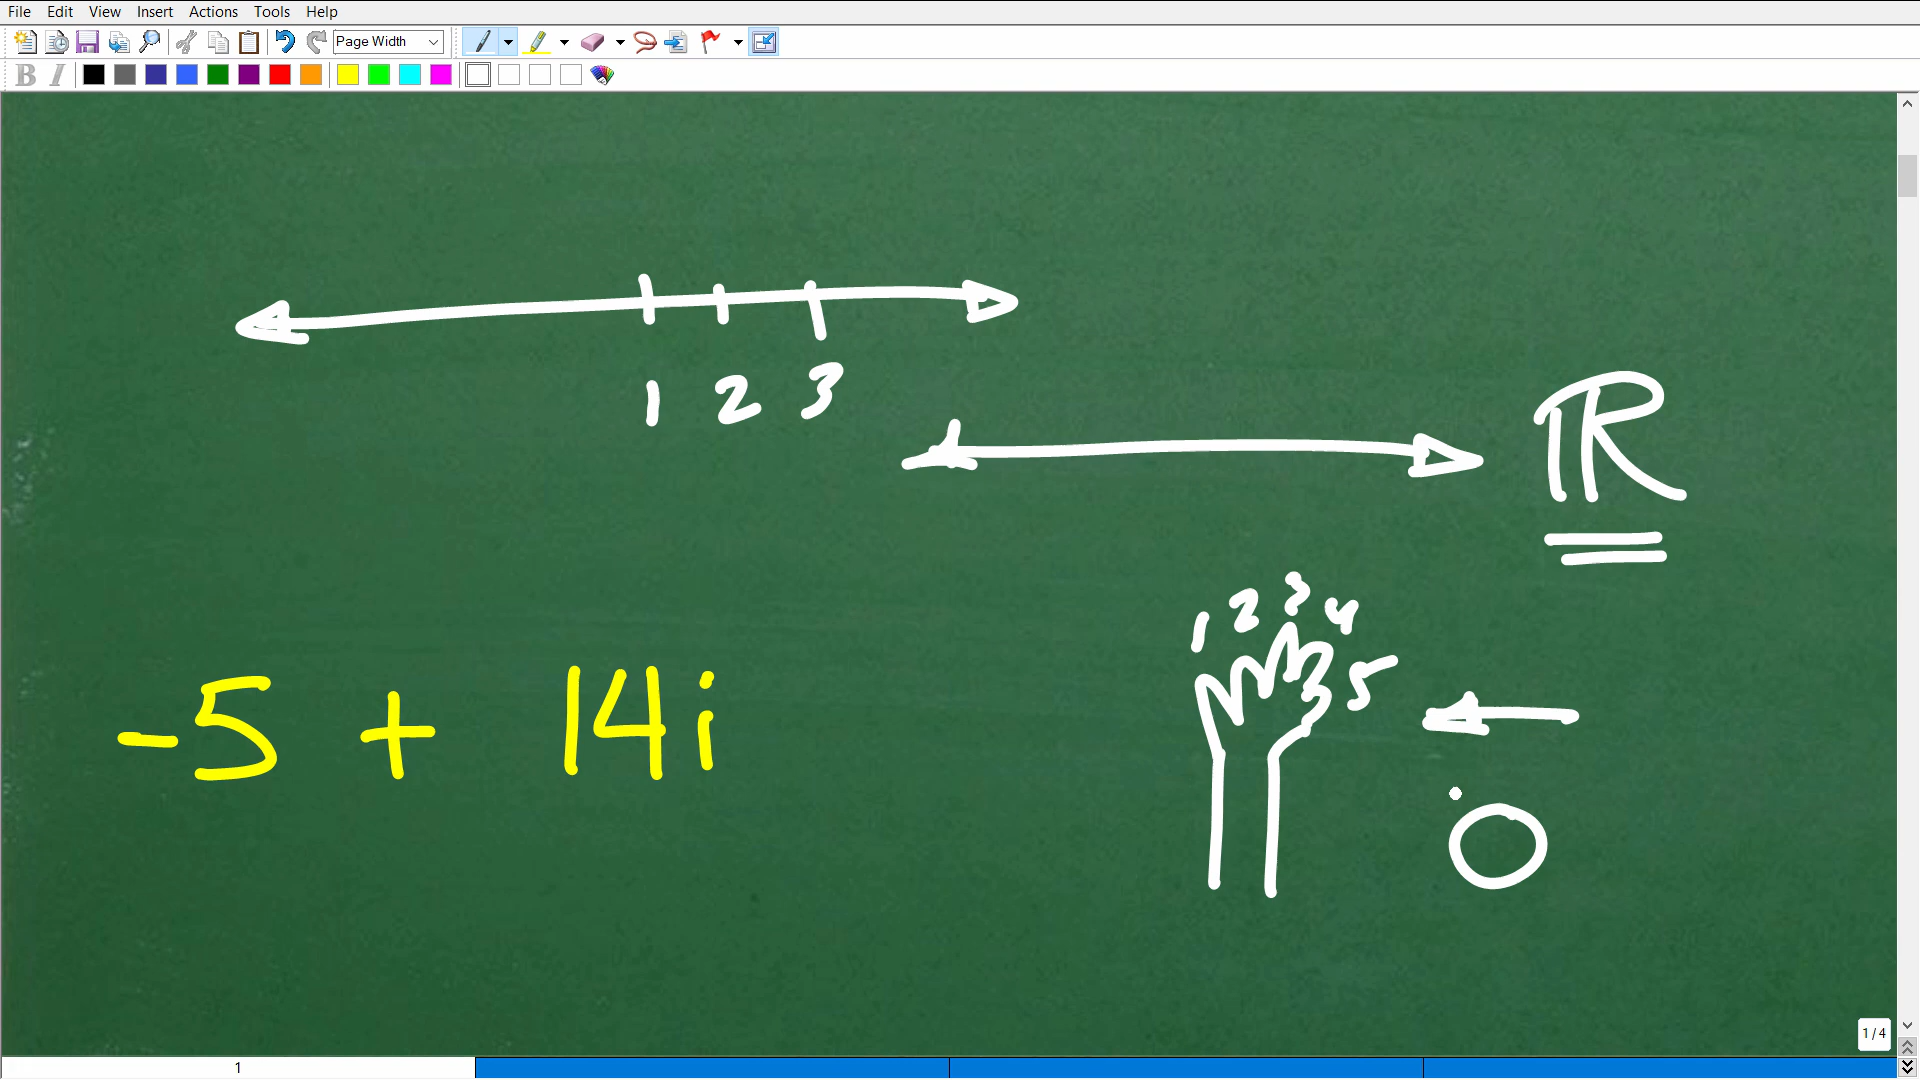 File Edit View Insert Actions Tools Help
Page Width
B I
1 2 3
ℝ
1 2 3 4 5
-5 + 14i
0
1/4
1